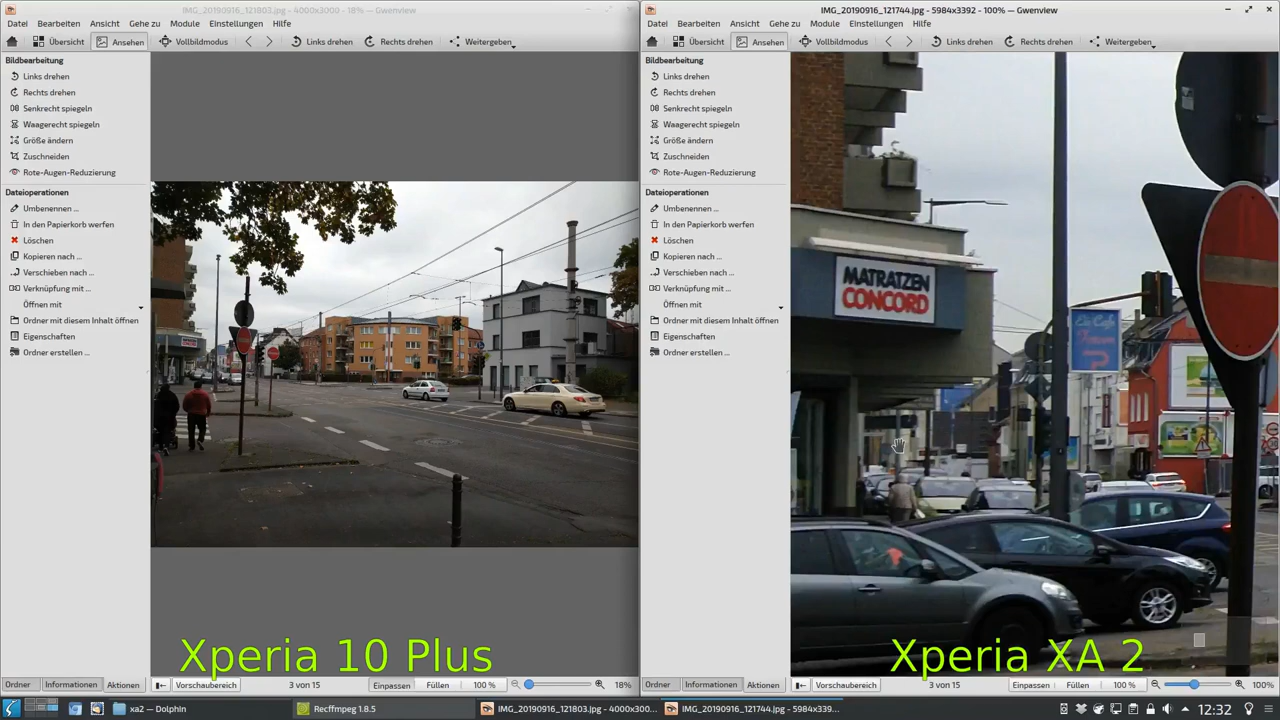 IMG_20190916_121803.jpg - 4000x3000 - 18% — Gwenview
Datei Bearbeiten Ansicht Gehe zu Module Einstellungen Hilfe
Übersicht Ansehen Vollbildmodus Links drehen Rechts drehen Weitergeben
Bildbearbeitung
Links drehen
Rechts drehen
Senkrecht spiegeln
Waagerecht spiegeln
Größe ändern
Zuschneiden
Rote-Augen-Reduzierung
Dateioperationen
Umbenennen ...
In den Papierkorb werfen
Löschen
Kopieren nach ...
Verschieben nach ...
Verknüpfung mit ...
Öffnen mit
Ordner mit diesem Inhalt öffnen
Eigenschaften
Ordner erstellen ...
Xperia 10 Plus
Ordner Informationen Aktionen Vorschaubereich 3 von 15 Einpassen Füllen 100 % 18%
IMG_20190916_121744.jpg - 5984x3392 - 100% — Gwenview
Datei Bearbeiten Ansicht Gehe zu Module Einstellungen Hilfe
Übersicht Ansehen Vollbildmodus Links drehen Rechts drehen Weitergeben
Bildbearbeitung
Links drehen
Rechts drehen
Senkrecht spiegeln
Waagerecht spiegeln
Größe ändern
Zuschneiden
Rote-Augen-Reduzierung
Dateioperationen
Umbenennen ...
In den Papierkorb werfen
Löschen
Kopieren nach ...
Verschieben nach ...
Verknüpfung mit ...
Öffnen mit
Ordner mit diesem Inhalt öffnen
Eigenschaften
Ordner erstellen ...
MATRATZEN
CONCORD
Xperia XA 2
Ordner Informationen Aktionen Vorschaubereich 3 von 15 Einpassen Füllen 100 % 100%
xa2 — Dolphin Recffmpeg 1.8.5 IMG_20190916_121803.jpg - 4000x300... IMG_20190916_121744.jpg - 5984x339... 12:32